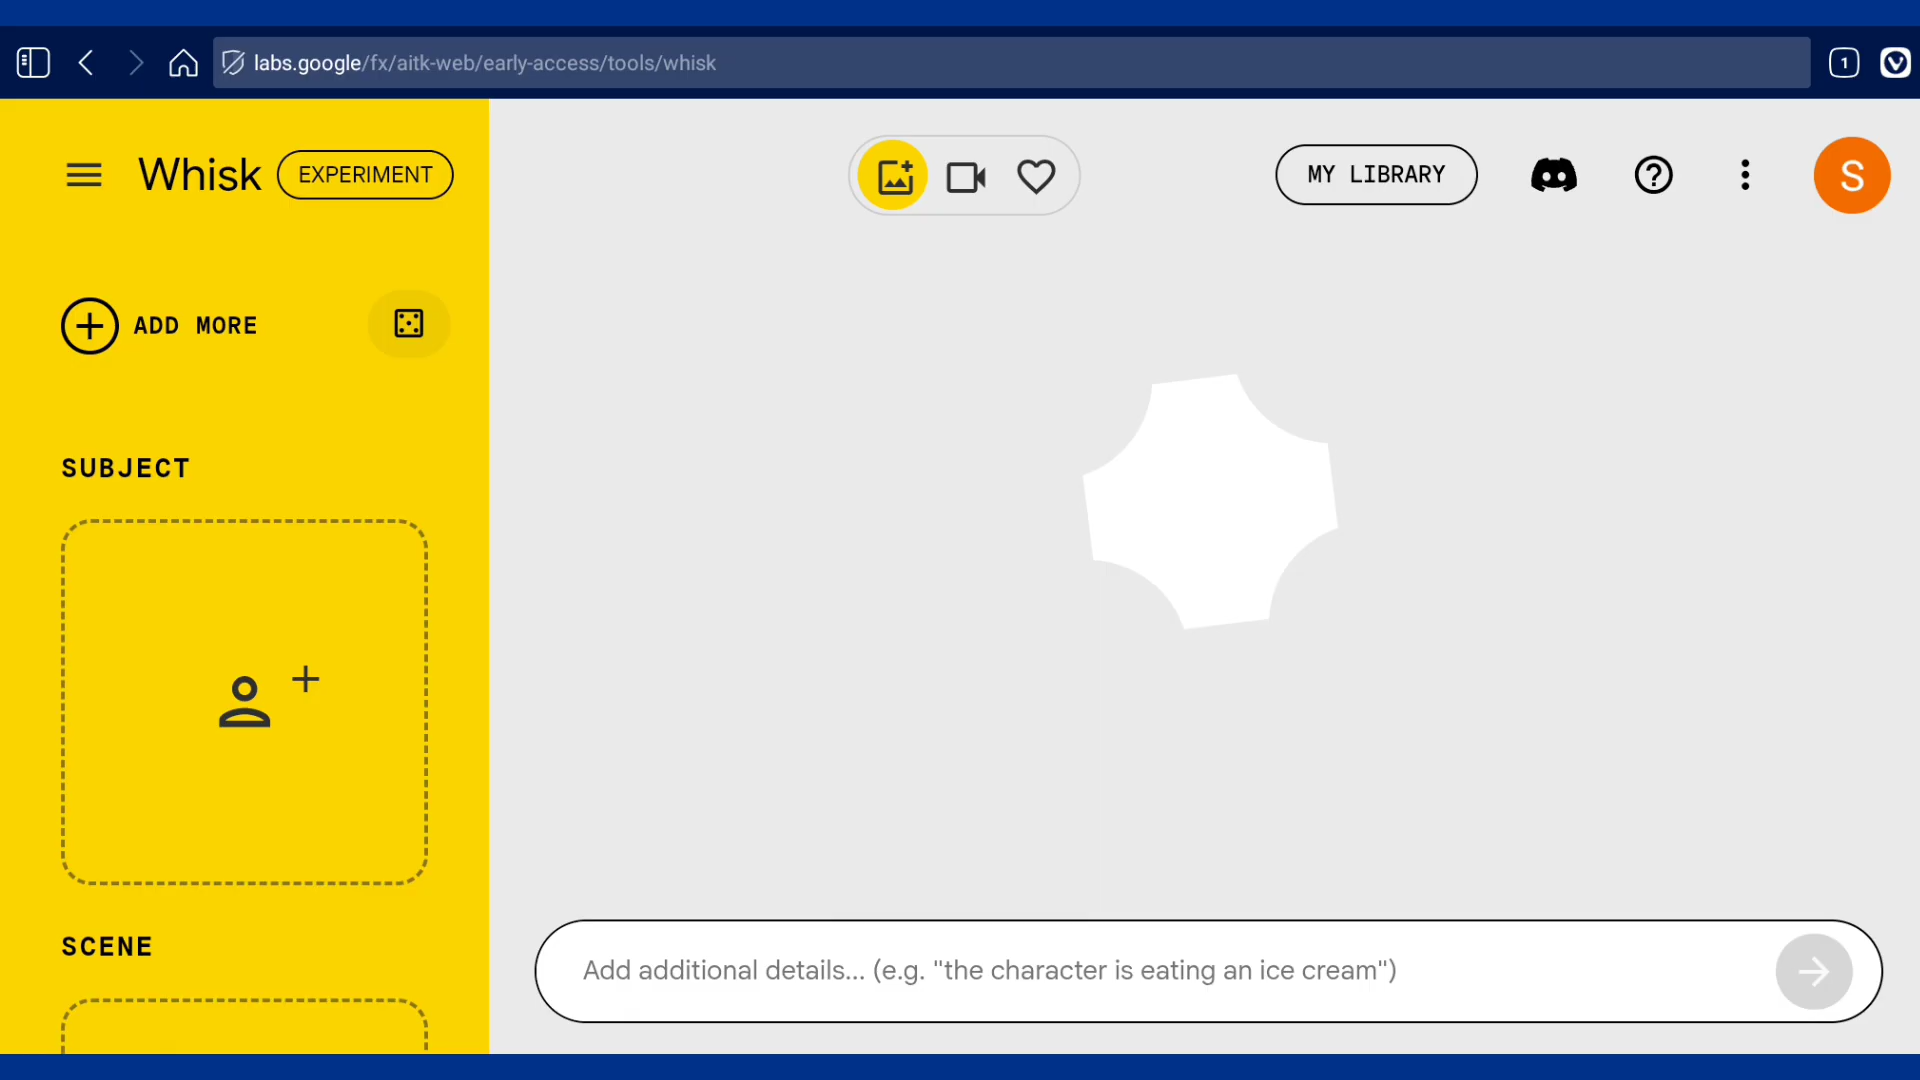 labs.google/fx/aitk-web/early-access/tools/whisk
1
Whisk EXPERIMENT
MY LIBRARY
S
ADD MORE
SUBJECT
SCENE
Add additional details... (e.g. "the character is eating an ice cream")